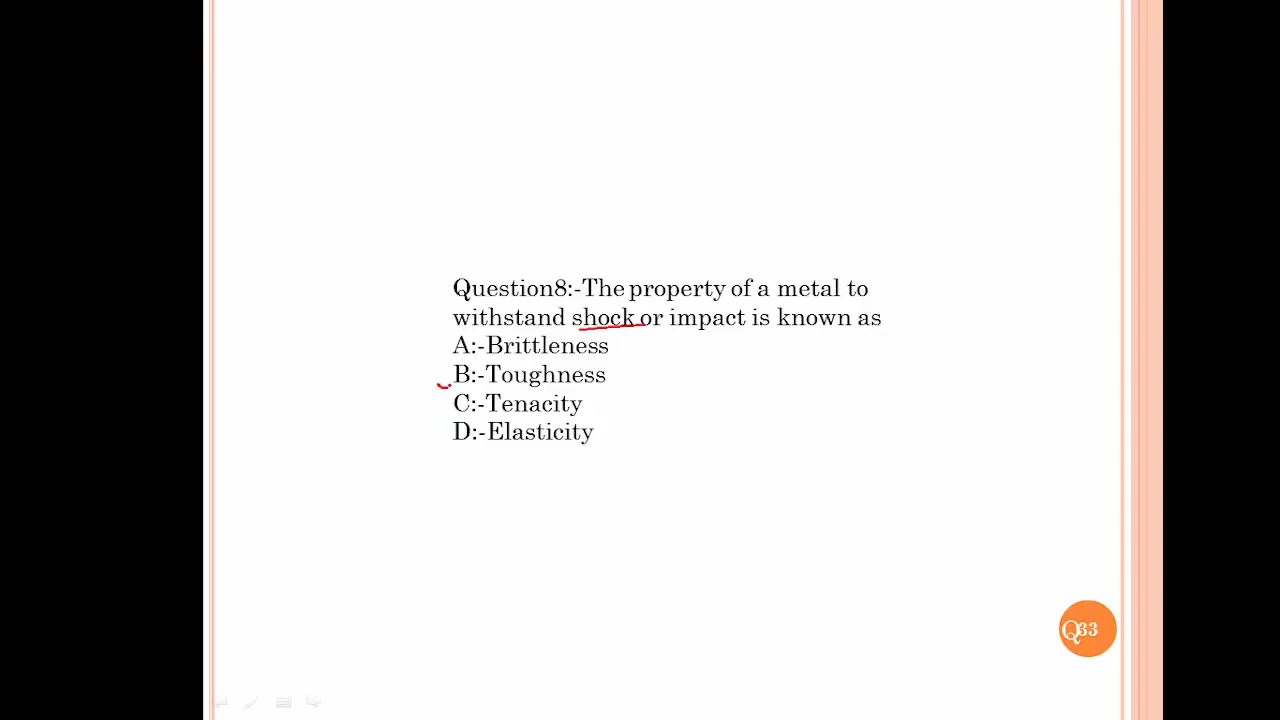 Question8:-The property of a metal to
withstand shock or impact is known as
A:-Brittleness
B:-Toughness
C:-Tenacity
D:-Elasticity
Q33